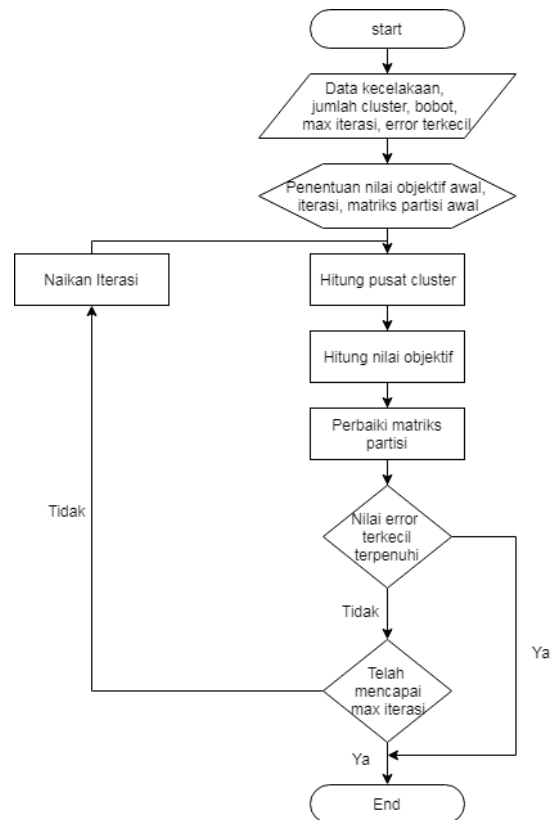 start
Data kecelakaan,
jumlah cluster, bobot,
max iterasi, error terkecil
Penentuan nilai objektif awal,
iterasi, matriks partisi awal
Naikan Iterasi
Hitung pusat cluster
Hitung nilai objektif
Perbaiki matriks
partisi
Nilai error
terkecil
terpenuhi
Tidak
Tidak
Ya
Telah
mencapai
max iterasi
Ya
End